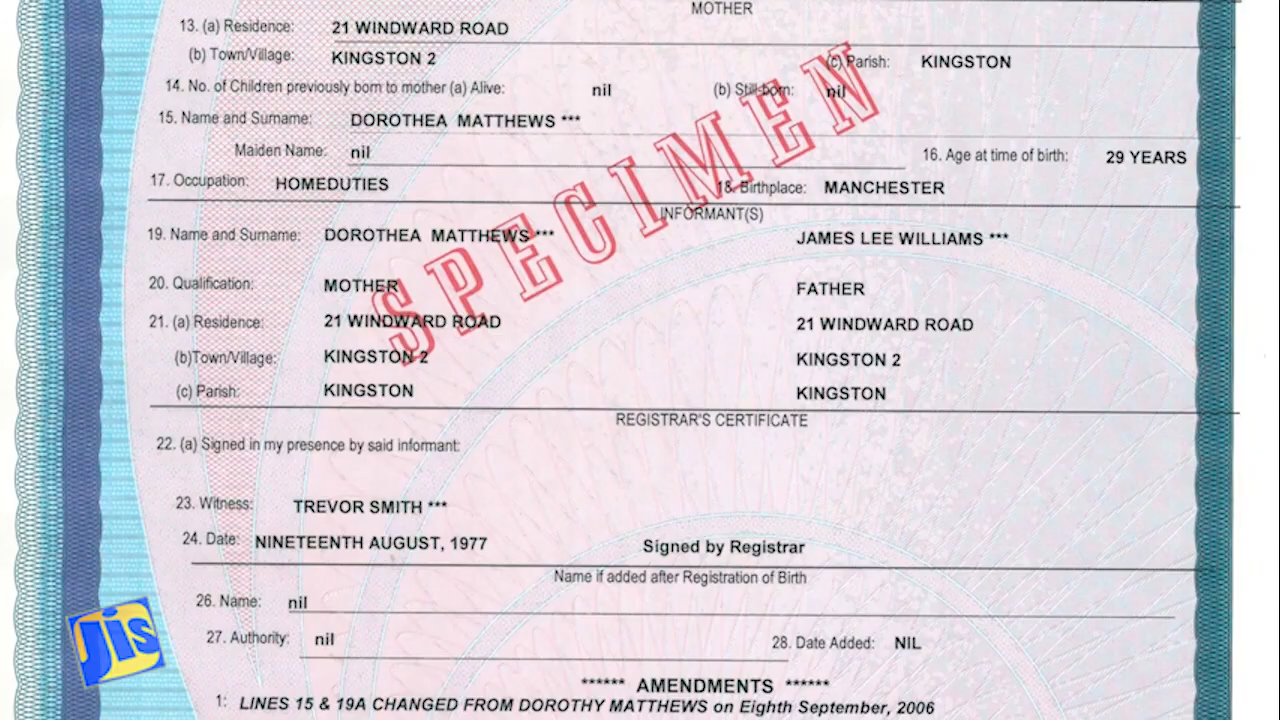 MOTHER
13. (a) Residence: 21 WINDWARD ROAD
(b) Town/Village: KINGSTON 2 (c) Parish: KINGSTON
14. No. of Children previously born to mother (a) Alive: nil (b) Still-born: nil
15. Name and Surname: DOROTHEA MATTHEWS ***
Maiden Name: nil 16. Age at time of birth: 29 YEARS
17. Occupation: HOMEDUTIES 18. Birthplace: MANCHESTER
SPECIMEN
INFORMANT(S)
19. Name and Surname: DOROTHEA MATTHEWS *** JAMES LEE WILLIAMS ***
20. Qualification: MOTHER FATHER
21. (a) Residence: 21 WINDWARD ROAD 21 WINDWARD ROAD
(b)Town/Village: KINGSTON 2 KINGSTON 2
(c) Parish: KINGSTON KINGSTON
REGISTRAR'S CERTIFICATE
22. (a) Signed in my presence by said informant:
23. Witness: TREVOR SMITH ***
24. Date: NINETEENTH AUGUST, 1977 Signed by Registrar
Name if added after Registration of Birth
26. Name: nil
27. Authority: nil 28. Date Added: NIL
****** AMENDMENTS ******
1: LINES 15 & 19A CHANGED FROM DOROTHY MATTHEWS on Eighth September, 2006
Jis